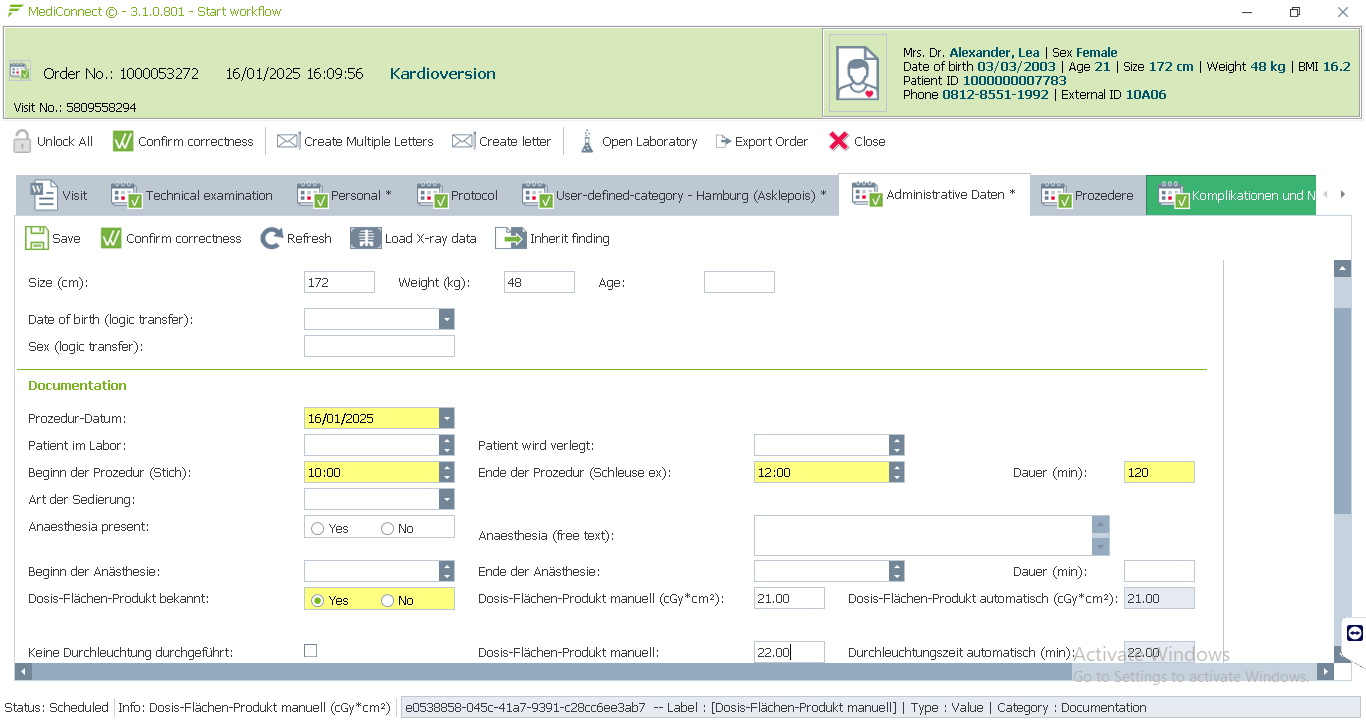 MediConnect © - 3.1.0.801 - Start workflow
Order No.: 1000053272 16/01/2025 16:09:56 Kardioversion
Visit No.: 5809558294
Mrs. Dr. Alexander, Lea | Sex Female
Date of birth 03/03/2003 | Age 21 | Size 172 cm | Weight 48 kg | BMI 16.2
Patient ID 1000000007783
Phone 0812-8551-1992 | External ID 10A06
Unlock All Confirm correctness Create Multiple Letters Create letter Open Laboratory Export Order Close
Visit Technical examination Personal * Protocol User-defined-category - Hamburg (Asklepois) * Administrative Daten * Prozedere Komplikationen und N
Save Confirm correctness Refresh Load X-ray data Inherit finding
Size (cm): 172 Weight (kg): 48 Age:
Date of birth (logic transfer):
Sex (logic transfer):
Documentation
Prozedur-Datum: 16/01/2025
Patient im Labor: Patient wird verlegt:
Beginn der Prozedur (Stich): 10:00 Ende der Prozedur (Schleuse ex): 12:00 Dauer (min): 120
Art der Sedierung:
Anaesthesia present: Yes No Anaesthesia (free text):
Beginn der Anästhesie: Ende der Anästhesie: Dauer (min):
Dosis-Flächen-Produkt bekannt: Yes No Dosis-Flächen-Produkt manuell (cGy*cm²): 21.00 Dosis-Flächen-Produkt automatisch (cGy*cm²): 21.00
Keine Durchleuchtung durchgeführt: Dosis-Flächen-Produkt manuell: 22.00 Durchleuchtungszeit automatisch (min): 22.00
Activate Windows
Go to Settings to activate Windows.
Status: Scheduled Info: Dosis-Flächen-Produkt manuell (cGy*cm²) e0538858-045c-41a7-9391-c28cc6ee3ab7 -- Label : [Dosis-Flächen-Produkt manuell] | Type : Value | Category : Documentation